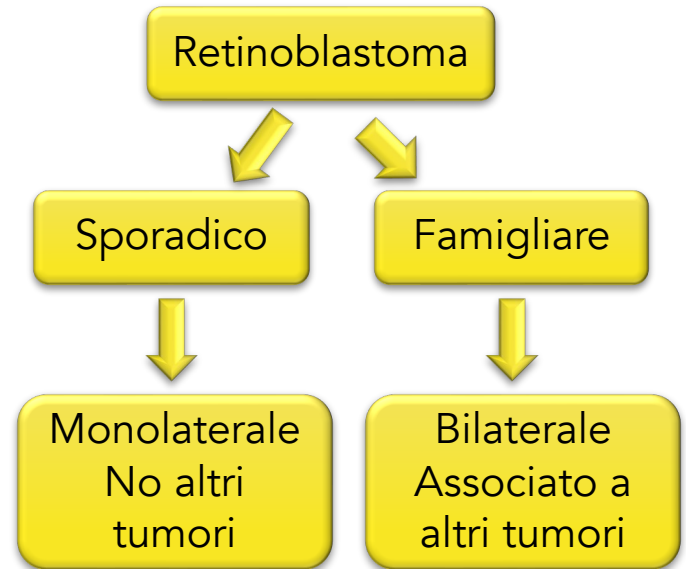 Retinoblastoma
Sporadico
Famigliare
Monolaterale
No altri
tumori
Bilaterale
Associato a
altri tumori